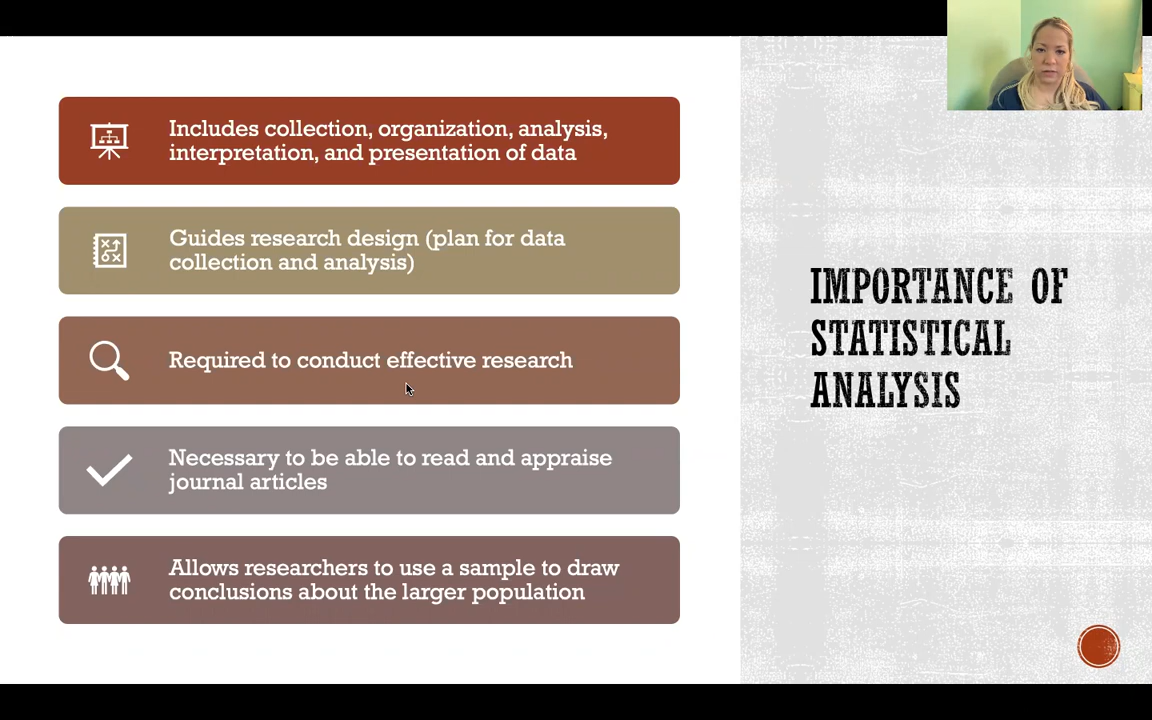 Includes collection, organization, analysis,
interpretation, and presentation of data
Guides research design (plan for data
collection and analysis)
Required to conduct effective research
Necessary to be able to read and appraise
journal articles
Allows researchers to use a sample to draw
conclusions about the larger population
IMPORTANCE OF
STATISTICAL
ANALYSIS